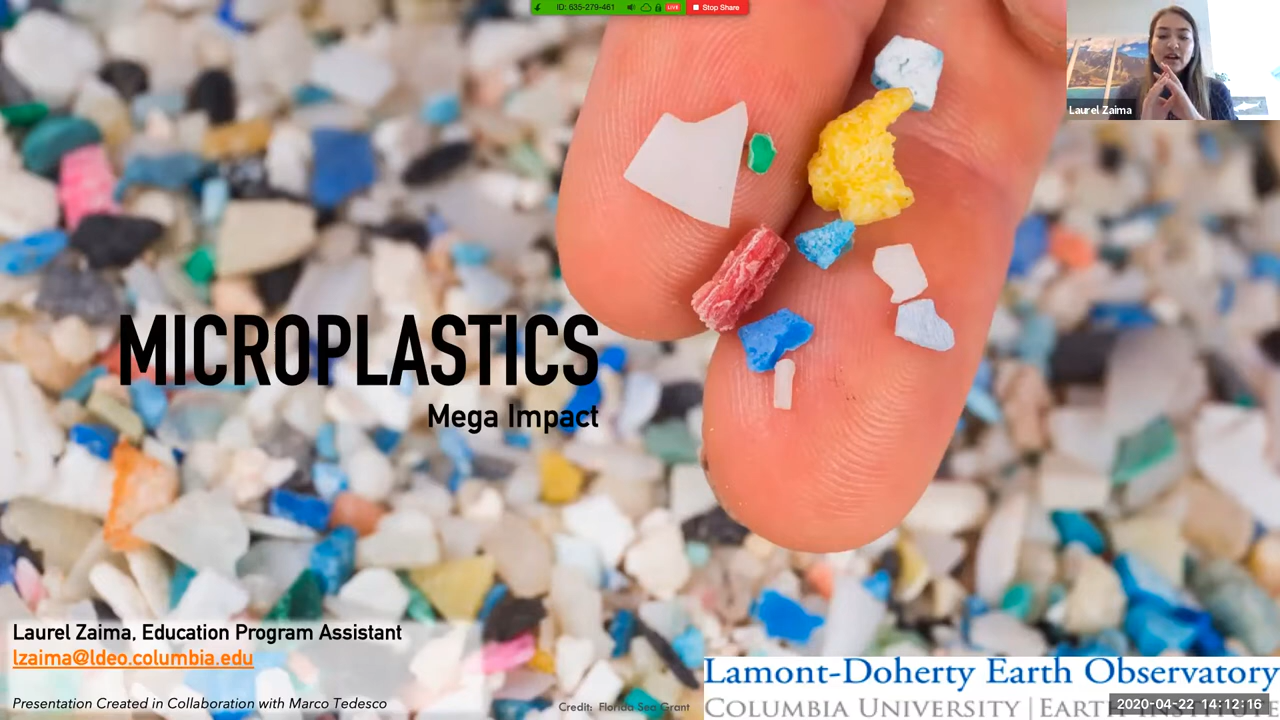 ID: 635-279-461
LIVE
Stop Share
Laurel Zaima
MICROPLASTICS
Mega Impact
Laurel Zaima, Education Program Assistant
lzaima@ldeo.columbia.edu
Presentation Created in Collaboration with Marco Tedesco
Credit: Florida Sea Grant
Lamont-Doherty Earth Observatory
COLUMBIA UNIVERSITY | EARTH
2020-04-22 14:12:16